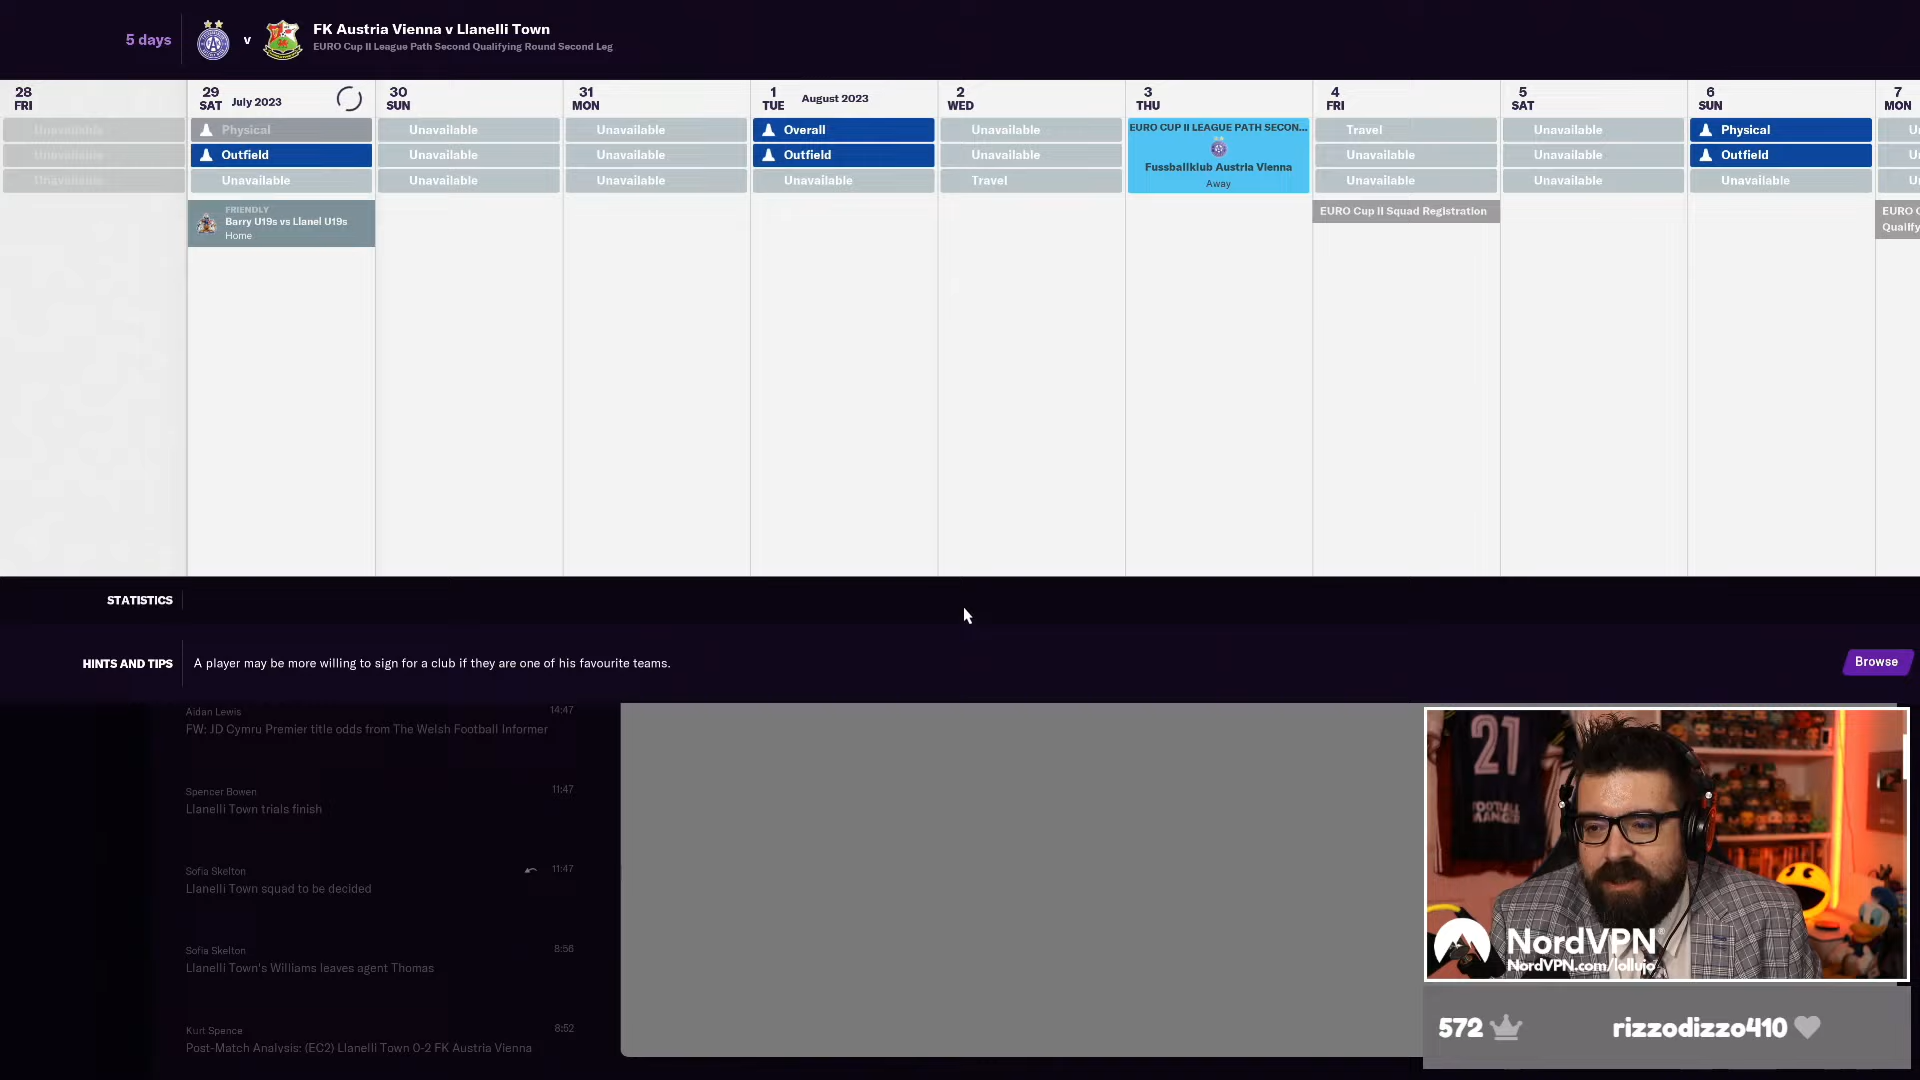 5 days
v
FK Austria Vienna v Llanelli Town
EURO Cup II League Path Second Qualifying Round Second Leg
28
FRI
Unavailable
Unavailable
Unavailable
29
SAT July 2023
Physical
Outfield
Unavailable
FRIENDLY
Barry U19s vs Llanel U19s
Home
30
SUN
Unavailable
Unavailable
Unavailable
31
MON
Unavailable
Unavailable
Unavailable
1
TUE August 2023
Overall
Outfield
Unavailable
2
WED
Unavailable
Unavailable
Travel
3
THU
EURO CUP II LEAGUE PATH SECON...
Fussballklub Austria Vienna
Away
4
FRI
Travel
Unavailable
Unavailable
EURO Cup II Squad Registration
5
SAT
Unavailable
Unavailable
Unavailable
6
SUN
Physical
Outfield
Unavailable
7
MON
EURO
Qualify
STATISTICS
HINTS AND TIPS
A player may be more willing to sign for a club if they are one of his favourite teams.
Browse
Aidan Lewis 14:47
FW: JD Cymru Premier title odds from The Welsh Football Informer
Spencer Bowen 11:47
Llanelli Town trials finish
Sofia Skelton 11:47
Llanelli Town squad to be decided
Sofia Skelton 8:56
Llanelli Town's Williams leaves agent Thomas
Kurt Spence 8:52
Post-Match Analysis: (EC2) Llanelli Town 0-2 FK Austria Vienna
21
NordVPN
NordVPN.com/lollujo
572
rizzodizzo410